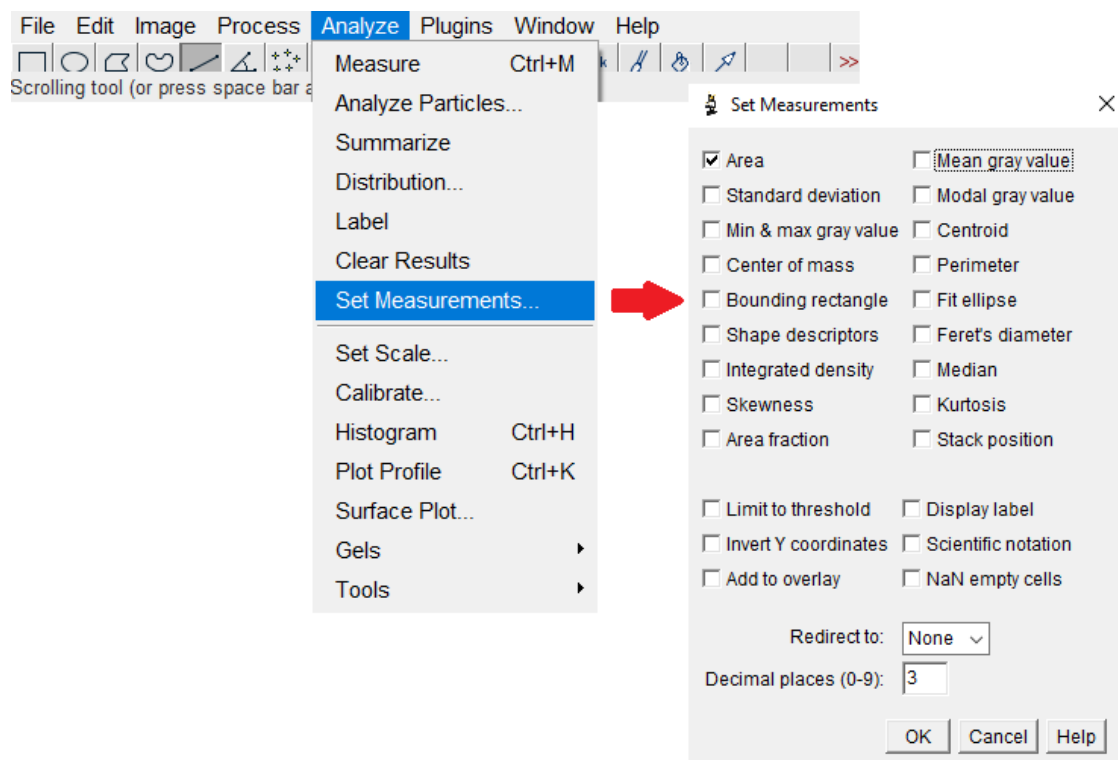 File Edit Image Process Analyze Plugins Window Help
k >>
Scrolling tool (or press space bar a
Measure Ctrl+M
Analyze Particles...
Summarize
Distribution...
Label
Clear Results
Set Measurements...
Set Scale...
Calibrate...
Histogram Ctrl+H
Plot Profile Ctrl+K
Surface Plot...
Gels
Tools
Set Measurements
Area Mean gray value
Standard deviation Modal gray value
Min & max gray value Centroid
Center of mass Perimeter
Bounding rectangle Fit ellipse
Shape descriptors Feret's diameter
Integrated density Median
Skewness Kurtosis
Area fraction Stack position
Limit to threshold Display label
Invert Y coordinates Scientific notation
Add to overlay NaN empty cells
Redirect to: None
Decimal places (0-9): 3
OK Cancel Help